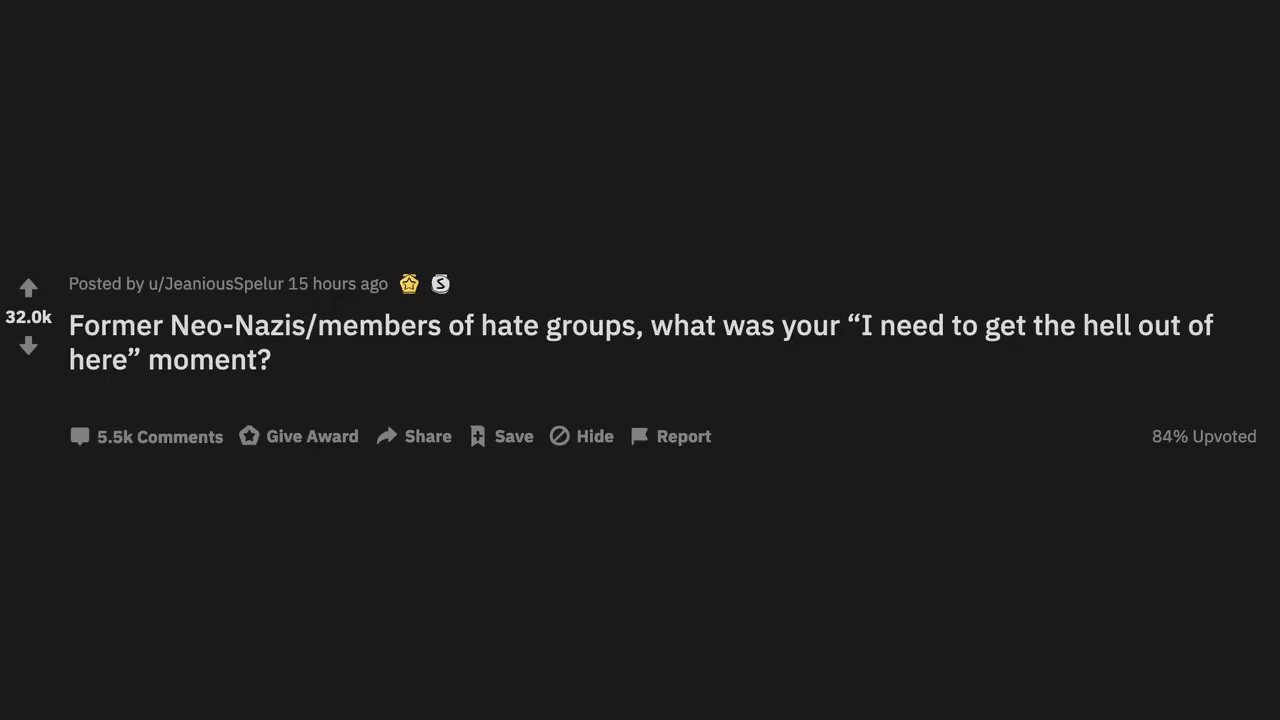 Posted by u/JeaniousSpelur 15 hours ago
32.0k
Former Neo-Nazis/members of hate groups, what was your “I need to get the hell out of
here” moment?
5.5k Comments Give Award Share Save Hide Report 84% Upvoted